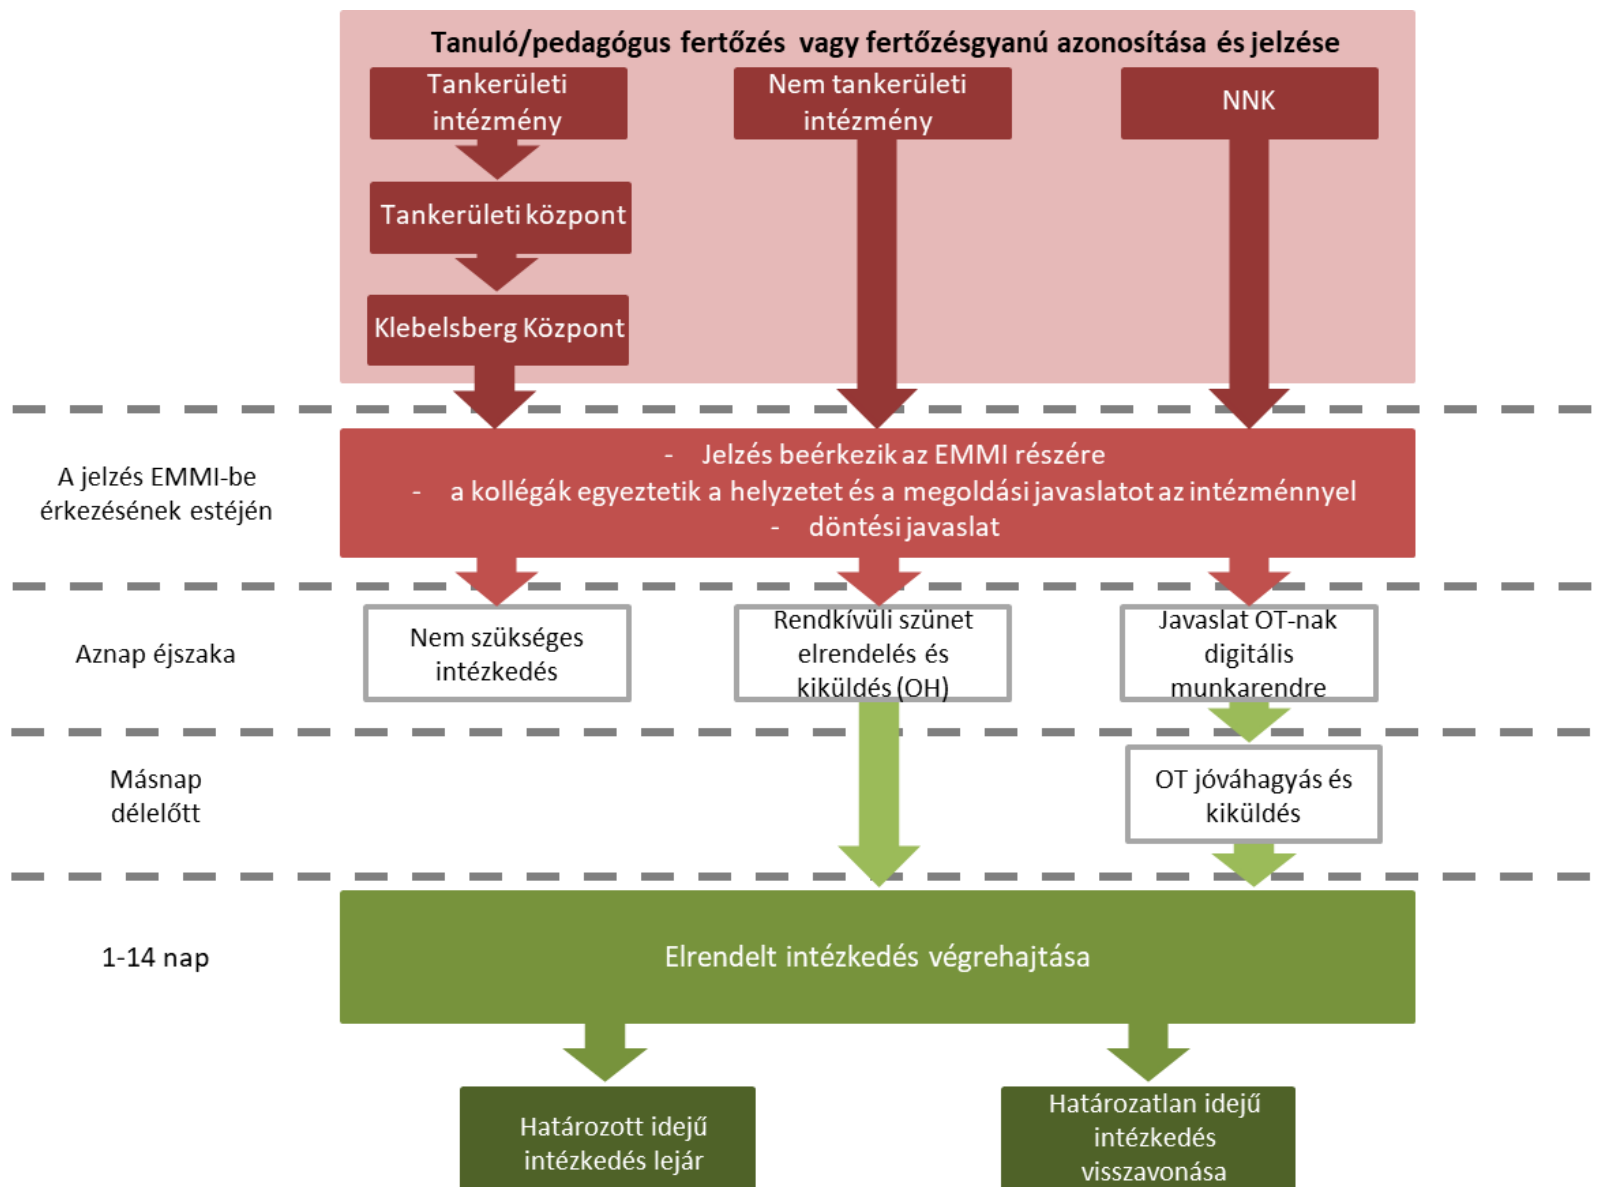 Tanuló/pedagógus fertőzés vagy fertőzésgyanú azonosítása és jelzése
Tankerületi
intézmény
Nem tankerületi
intézmény
NNK
Tankerületi központ
Klebelsberg Központ
A jelzés EMMI-be
érkezésének estéjén
- Jelzés beérkezik az EMMI részére
- a kollégák egyeztetik a helyzetet és a megoldási javaslatot az intézménnyel
- döntési javaslat
Aznap éjszaka
Nem szükséges
intézkedés
Rendkívüli szünet
elrendelés és
kiküldés (OH)
Javaslat OT-nak
digitális
munkarendre
Másnap
délelőtt
OT jóváhagyás és
kiküldés
1-14 nap
Elrendelt intézkedés végrehajtása
Határozott idejű
intézkedés lejár
Határozatlan idejű
intézkedés
visszavonása